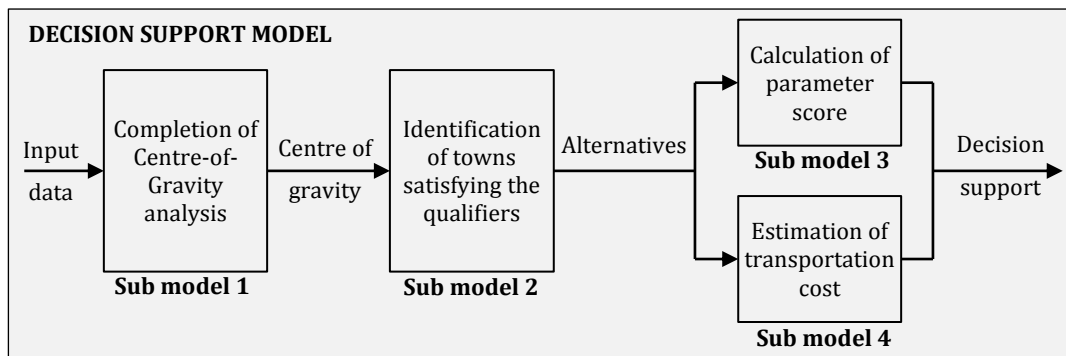 DECISION SUPPORT MODEL
Input
data
Completion of
Centre-of-
Gravity
analysis
Sub model 1
Centre of
gravity
Identification
of towns
satisfying the
qualifiers
Sub model 2
Alternatives
Calculation of
parameter
score
Sub model 3
Estimation of
transportation
cost
Sub model 4
Decision
support